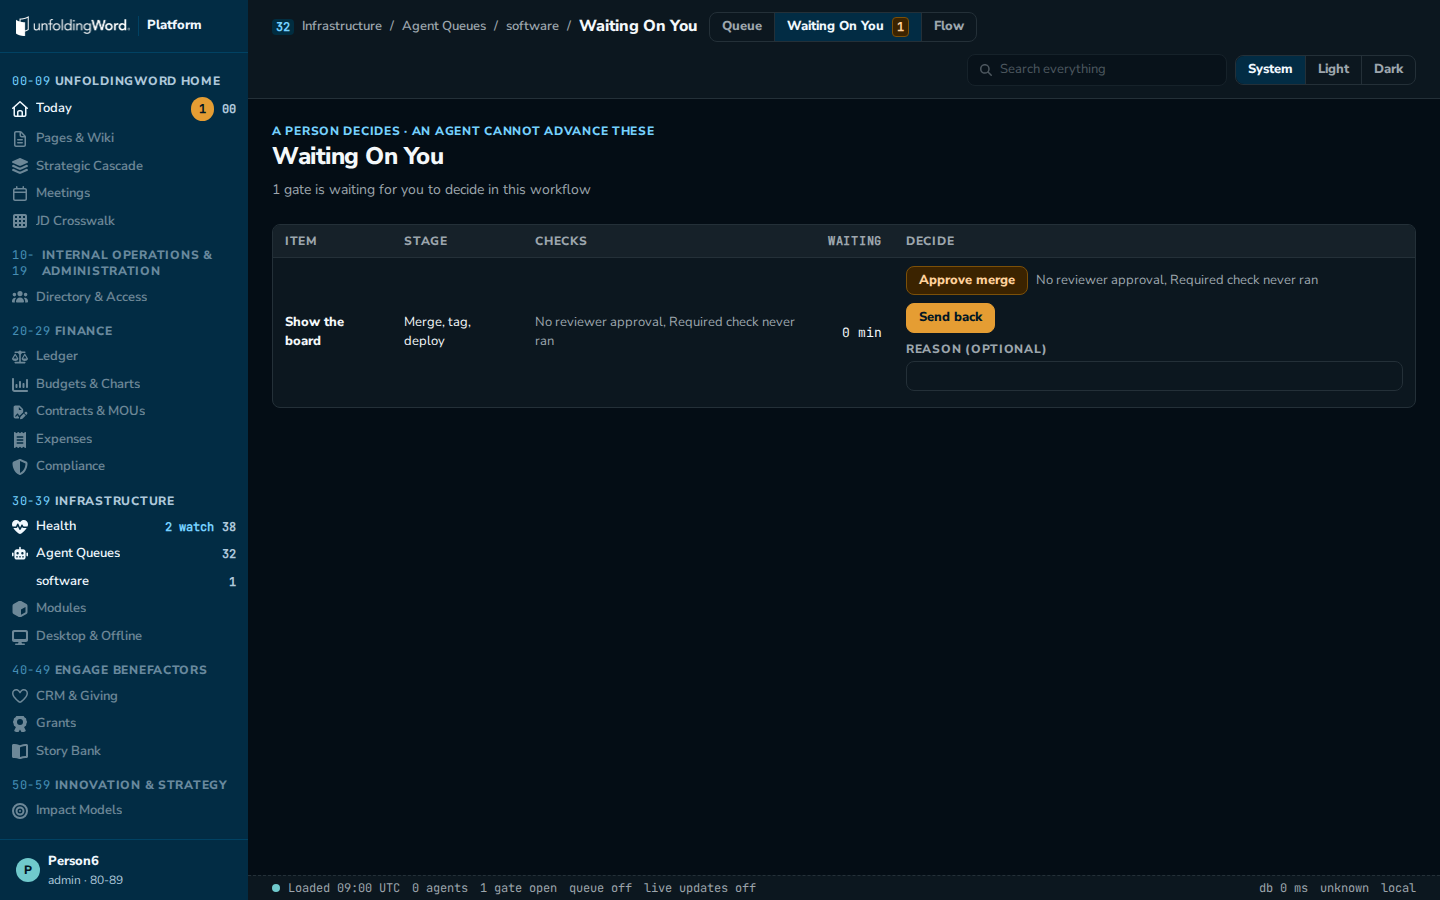 unfoldingWord. Platform
00-09 UNFOLDINGWORD HOME
Today 1 00
Pages & Wiki
Strategic Cascade
Meetings
JD Crosswalk
10-19 INTERNAL OPERATIONS & ADMINISTRATION
Directory & Access
20-29 FINANCE
Ledger
Budgets & Charts
Contracts & MOUs
Expenses
Compliance
30-39 INFRASTRUCTURE
Health 2 watch 38
Agent Queues 32
software 1
Modules
Desktop & Offline
40-49 ENGAGE BENEFACTORS
CRM & Giving
Grants
Story Bank
50-59 INNOVATION & STRATEGY
Impact Models
P Person6
admin · 80-89
32 Infrastructure / Agent Queues / software / Waiting On You Queue Waiting On You 1 Flow
Search everything System Light Dark
A PERSON DECIDES · AN AGENT CANNOT ADVANCE THESE
Waiting On You
1 gate is waiting for you to decide in this workflow
ITEM STAGE CHECKS WAITING DECIDE
Show the board
Merge, tag, deploy
No reviewer approval, Required check never ran
0 min
Approve merge No reviewer approval, Required check never ran
Send back
REASON (OPTIONAL)
Loaded 09:00 UTC 0 agents 1 gate open queue off live updates off db 0 ms unknown local